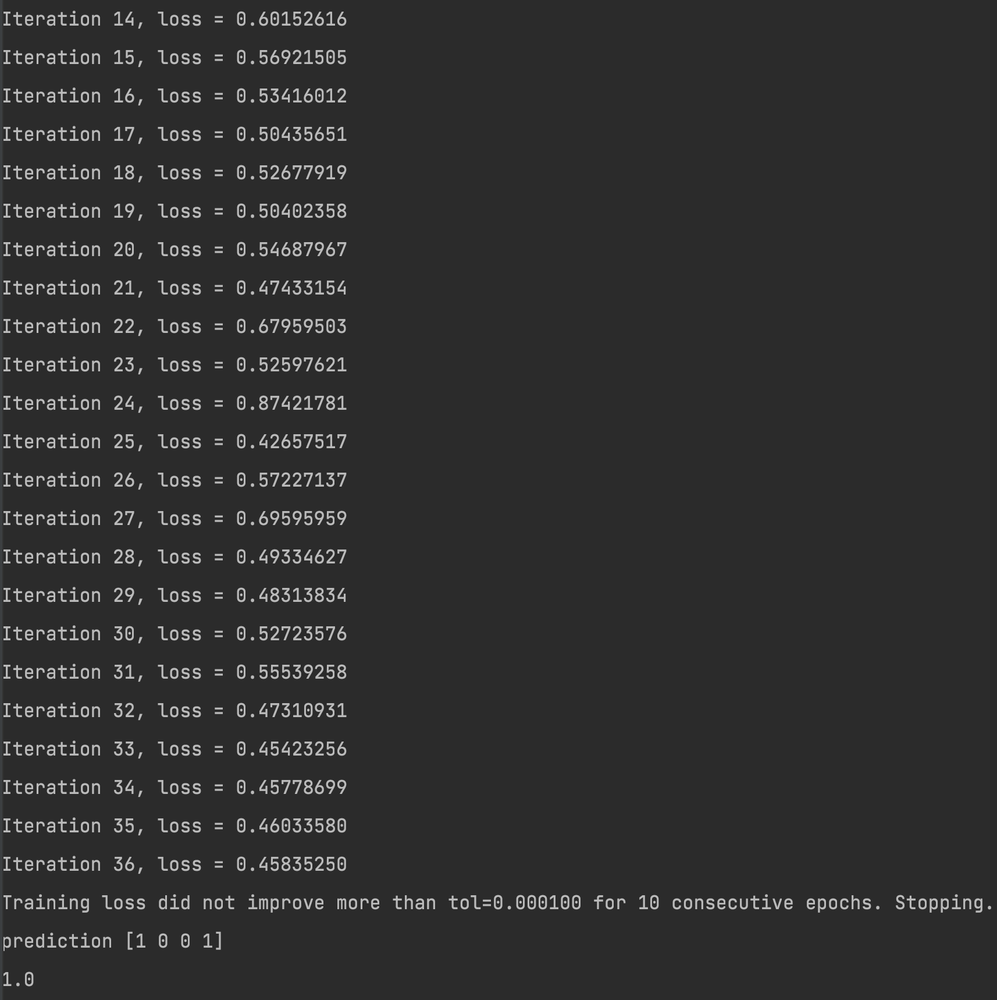 Iteration 14, loss = 0.60152616
Iteration 15, loss = 0.56921505
Iteration 16, loss = 0.53416012
Iteration 17, loss = 0.50435651
Iteration 18, loss = 0.52677919
Iteration 19, loss = 0.50402358
Iteration 20, loss = 0.54687967
Iteration 21, loss = 0.47433154
Iteration 22, loss = 0.67959503
Iteration 23, loss = 0.52597621
Iteration 24, loss = 0.87421781
Iteration 25, loss = 0.42657517
Iteration 26, loss = 0.57227137
Iteration 27, loss = 0.69595959
Iteration 28, loss = 0.49334627
Iteration 29, loss = 0.48313834
Iteration 30, loss = 0.52723576
Iteration 31, loss = 0.55539258
Iteration 32, loss = 0.47310931
Iteration 33, loss = 0.45423256
Iteration 34, loss = 0.45778699
Iteration 35, loss = 0.46033580
Iteration 36, loss = 0.45835250
Training loss did not improve more than tol=0.000100 for 10 consecutive epochs. Stopping.
prediction [1 0 0 1]
1.0